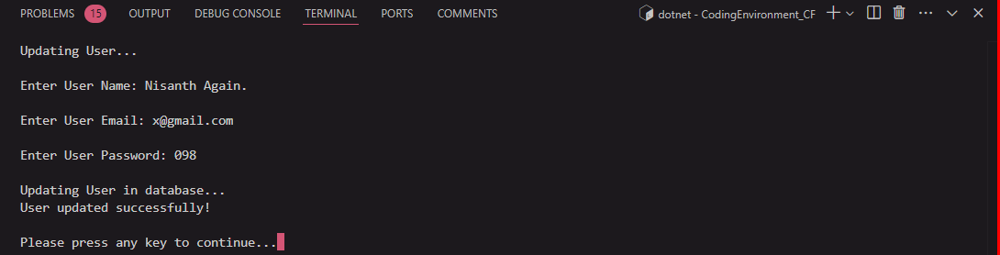 PROBLEMS 15 OUTPUT DEBUG CONSOLE TERMINAL PORTS COMMENTS dotnet - CodingEnvironment_CF
Updating User...
Enter User Name: Nisanth Again.
Enter User Email: x@gmail.com
Enter User Password: 098
Updating User in database...
User updated successfully!
Please press any key to continue...